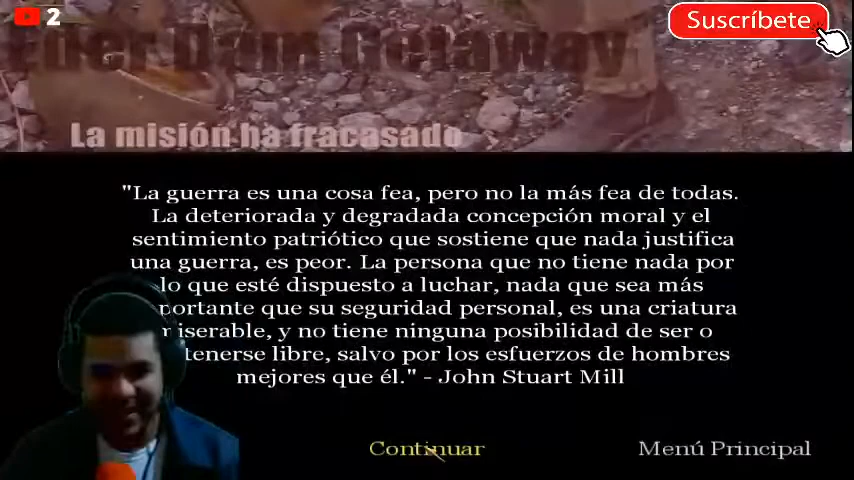 2
Suscríbete
Eder Dam Getaway
La misión ha fracasado
"La guerra es una cosa fea, pero no la más fea de todas.
La deteriorada y degradada concepción moral y el
sentimiento patriótico que sostiene que nada justifica
una guerra, es peor. La persona que no tiene nada por
lo que esté dispuesto a luchar, nada que sea más
portante que su seguridad personal, es una criatura
iserable, y no tiene ninguna posibilidad de ser o
tenerse libre, salvo por los esfuerzos de hombres
mejores que él." - John Stuart Mill
Continuar
Menú Principal